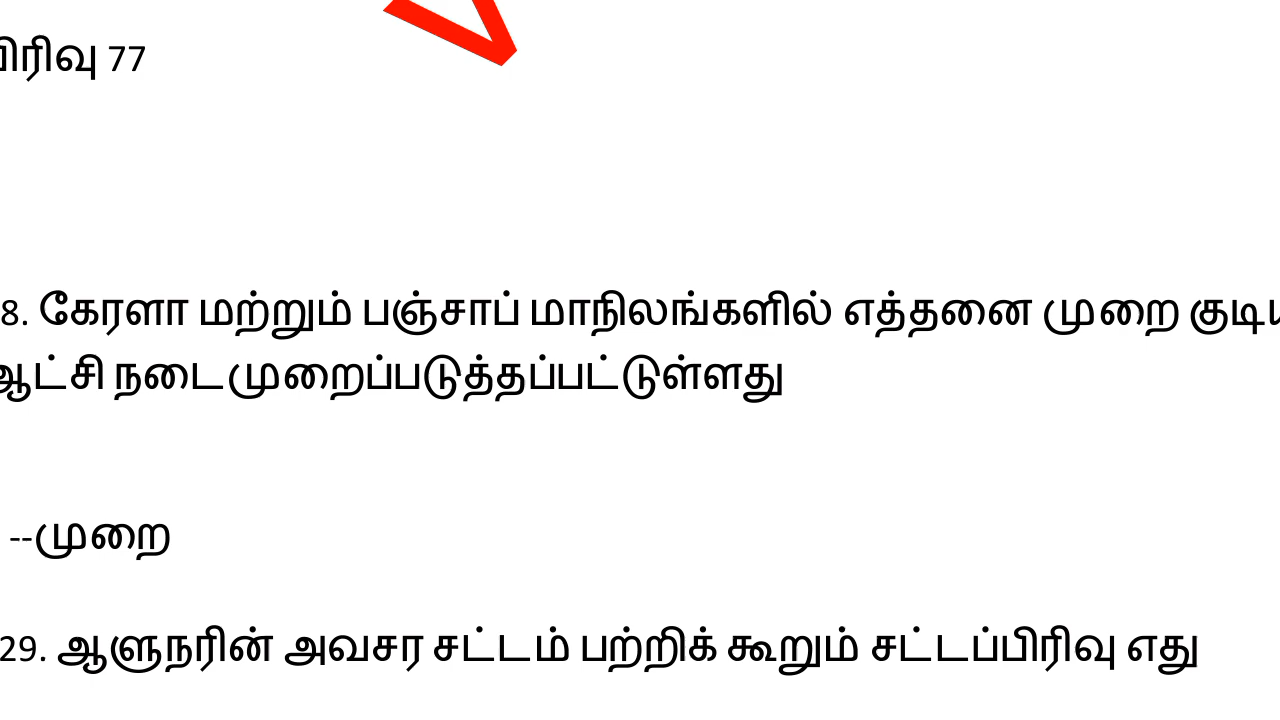 பிரிவு 77
8. கேரளா மற்றும் பஞ்சாப் மாநிலங்களில் எத்தனை முறை
ஆட்சி நடைமுறைப்படுத்தப்பட்டுள்ளது
--முறை
29. ஆளுநரின் அவசர சட்டம் பற்றிக் கூறும் சட்டப்பிரிவு எது